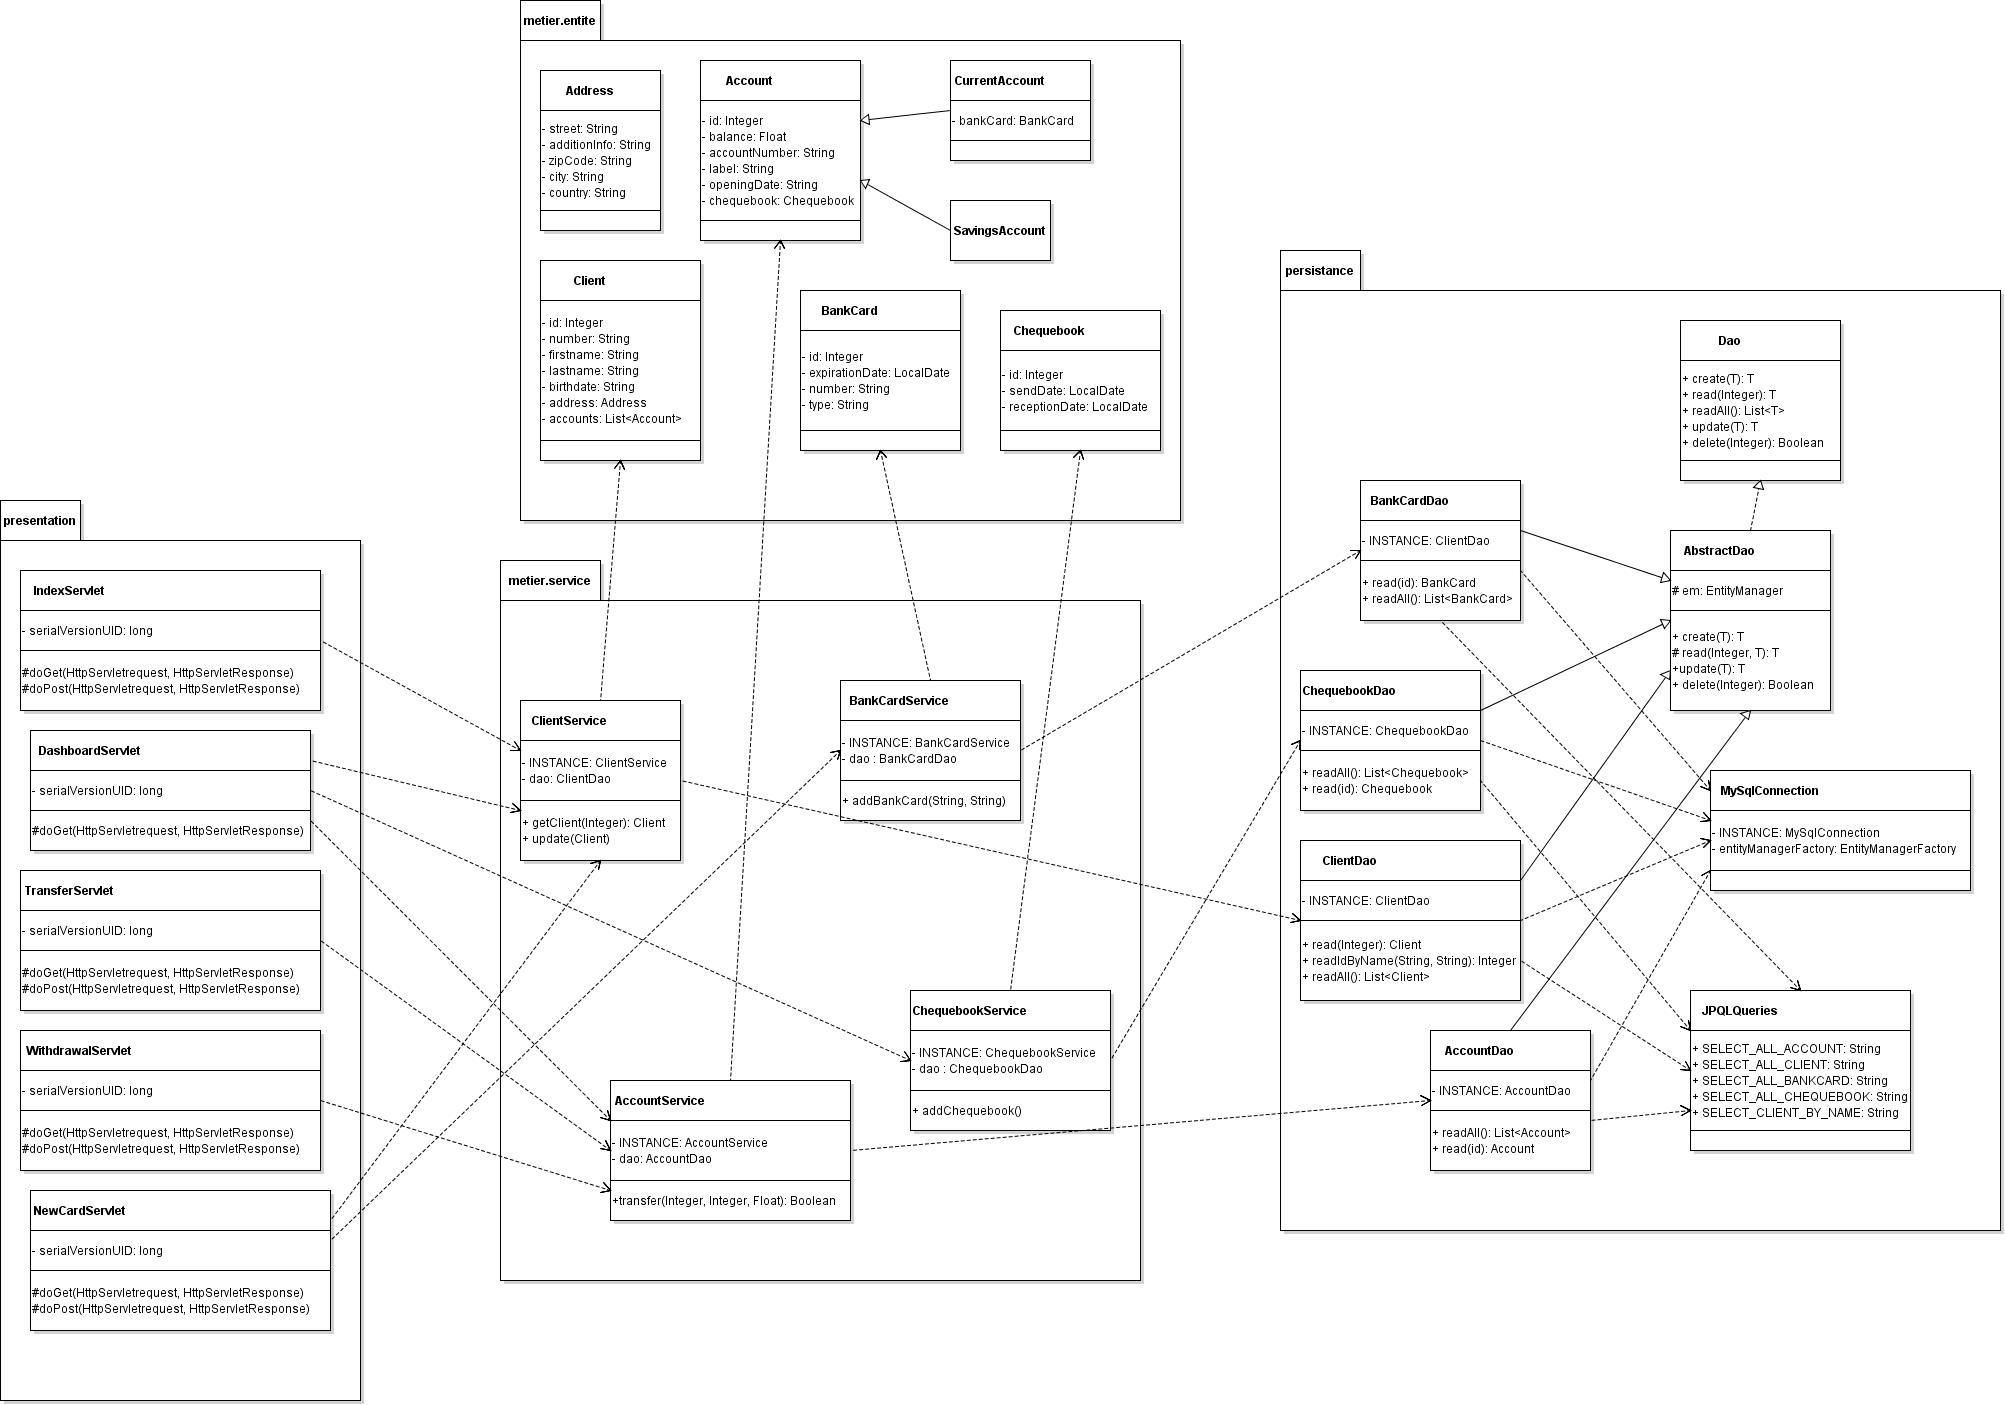 metier.entite
Address
- street: String
- additionInfo: String
- zipCode: String
- city: String
- country: String
Account
- id: Integer
- balance: Float
- accountNumber: String
- label: String
- openingDate: String
- chequebook: Chequebook
CurrentAccount
- bankCard: BankCard
SavingsAccount
Client
- id: Integer
- number: String
- firstname: String
- lastname: String
- birthdate: String
- address: Address
- accounts: List<Account>
BankCard
- id: Integer
- expirationDate: LocalDate
- number: String
- type: String
Chequebook
- id: Integer
- sendDate: LocalDate
- receptionDate: LocalDate
presentation
IndexServlet
- serialVersionUID: long
#doGet(HttpServletrequest, HttpServletResponse)
#doPost(HttpServletrequest, HttpServletResponse)
DashboardServlet
- serialVersionUID: long
#doGet(HttpServletrequest, HttpServletResponse)
TransferServlet
- serialVersionUID: long
#doGet(HttpServletrequest, HttpServletResponse)
#doPost(HttpServletrequest, HttpServletResponse)
WithdrawalServlet
- serialVersionUID: long
#doGet(HttpServletrequest, HttpServletResponse)
#doPost(HttpServletrequest, HttpServletResponse)
NewCardServlet
- serialVersionUID: long
#doGet(HttpServletrequest, HttpServletResponse)
#doPost(HttpServletrequest, HttpServletResponse)
metier.service
ClientService
- INSTANCE: ClientService
- dao: ClientDao
+ getClient(Integer): Client
+ update(Client)
BankCardService
- INSTANCE: BankCardService
- dao : BankCardDao
+ addBankCard(String, String)
ChequebookService
- INSTANCE: ChequebookService
- dao : ChequebookDao
+ addChequebook()
AccountService
- INSTANCE: AccountService
- dao: AccountDao
+transfer(Integer, Integer, Float): Boolean
persistance
Dao
+ create(T): T
+ read(Integer): T
+ readAll(): List<T>
+ update(T): T
+ delete(Integer): Boolean
BankCardDao
- INSTANCE: ClientDao
+ read(id): BankCard
+ readAll(): List<BankCard>
AbstractDao
# em: EntityManager
+ create(T): T
# read(Integer, T): T
+update(T): T
+ delete(Integer): Boolean
ChequebookDao
- INSTANCE: ChequebookDao
+ readAll(): List<Chequebook>
+ read(id): Chequebook
MySqlConnection
- INSTANCE: MySqlConnection
- entityManagerFactory: EntityManagerFactory
ClientDao
- INSTANCE: ClientDao
+ read(Integer): Client
+ readIdByName(String, String): Integer
+ readAll(): List<Client>
AccountDao
- INSTANCE: AccountDao
+ readAll(): List<Account>
+ read(id): Account
JPQLQueries
+ SELECT_ALL_ACCOUNT: String
+ SELECT_ALL_CLIENT: String
+ SELECT_ALL_BANKCARD: String
+ SELECT_ALL_CHEQUEBOOK: String
+ SELECT_CLIENT_BY_NAME: String